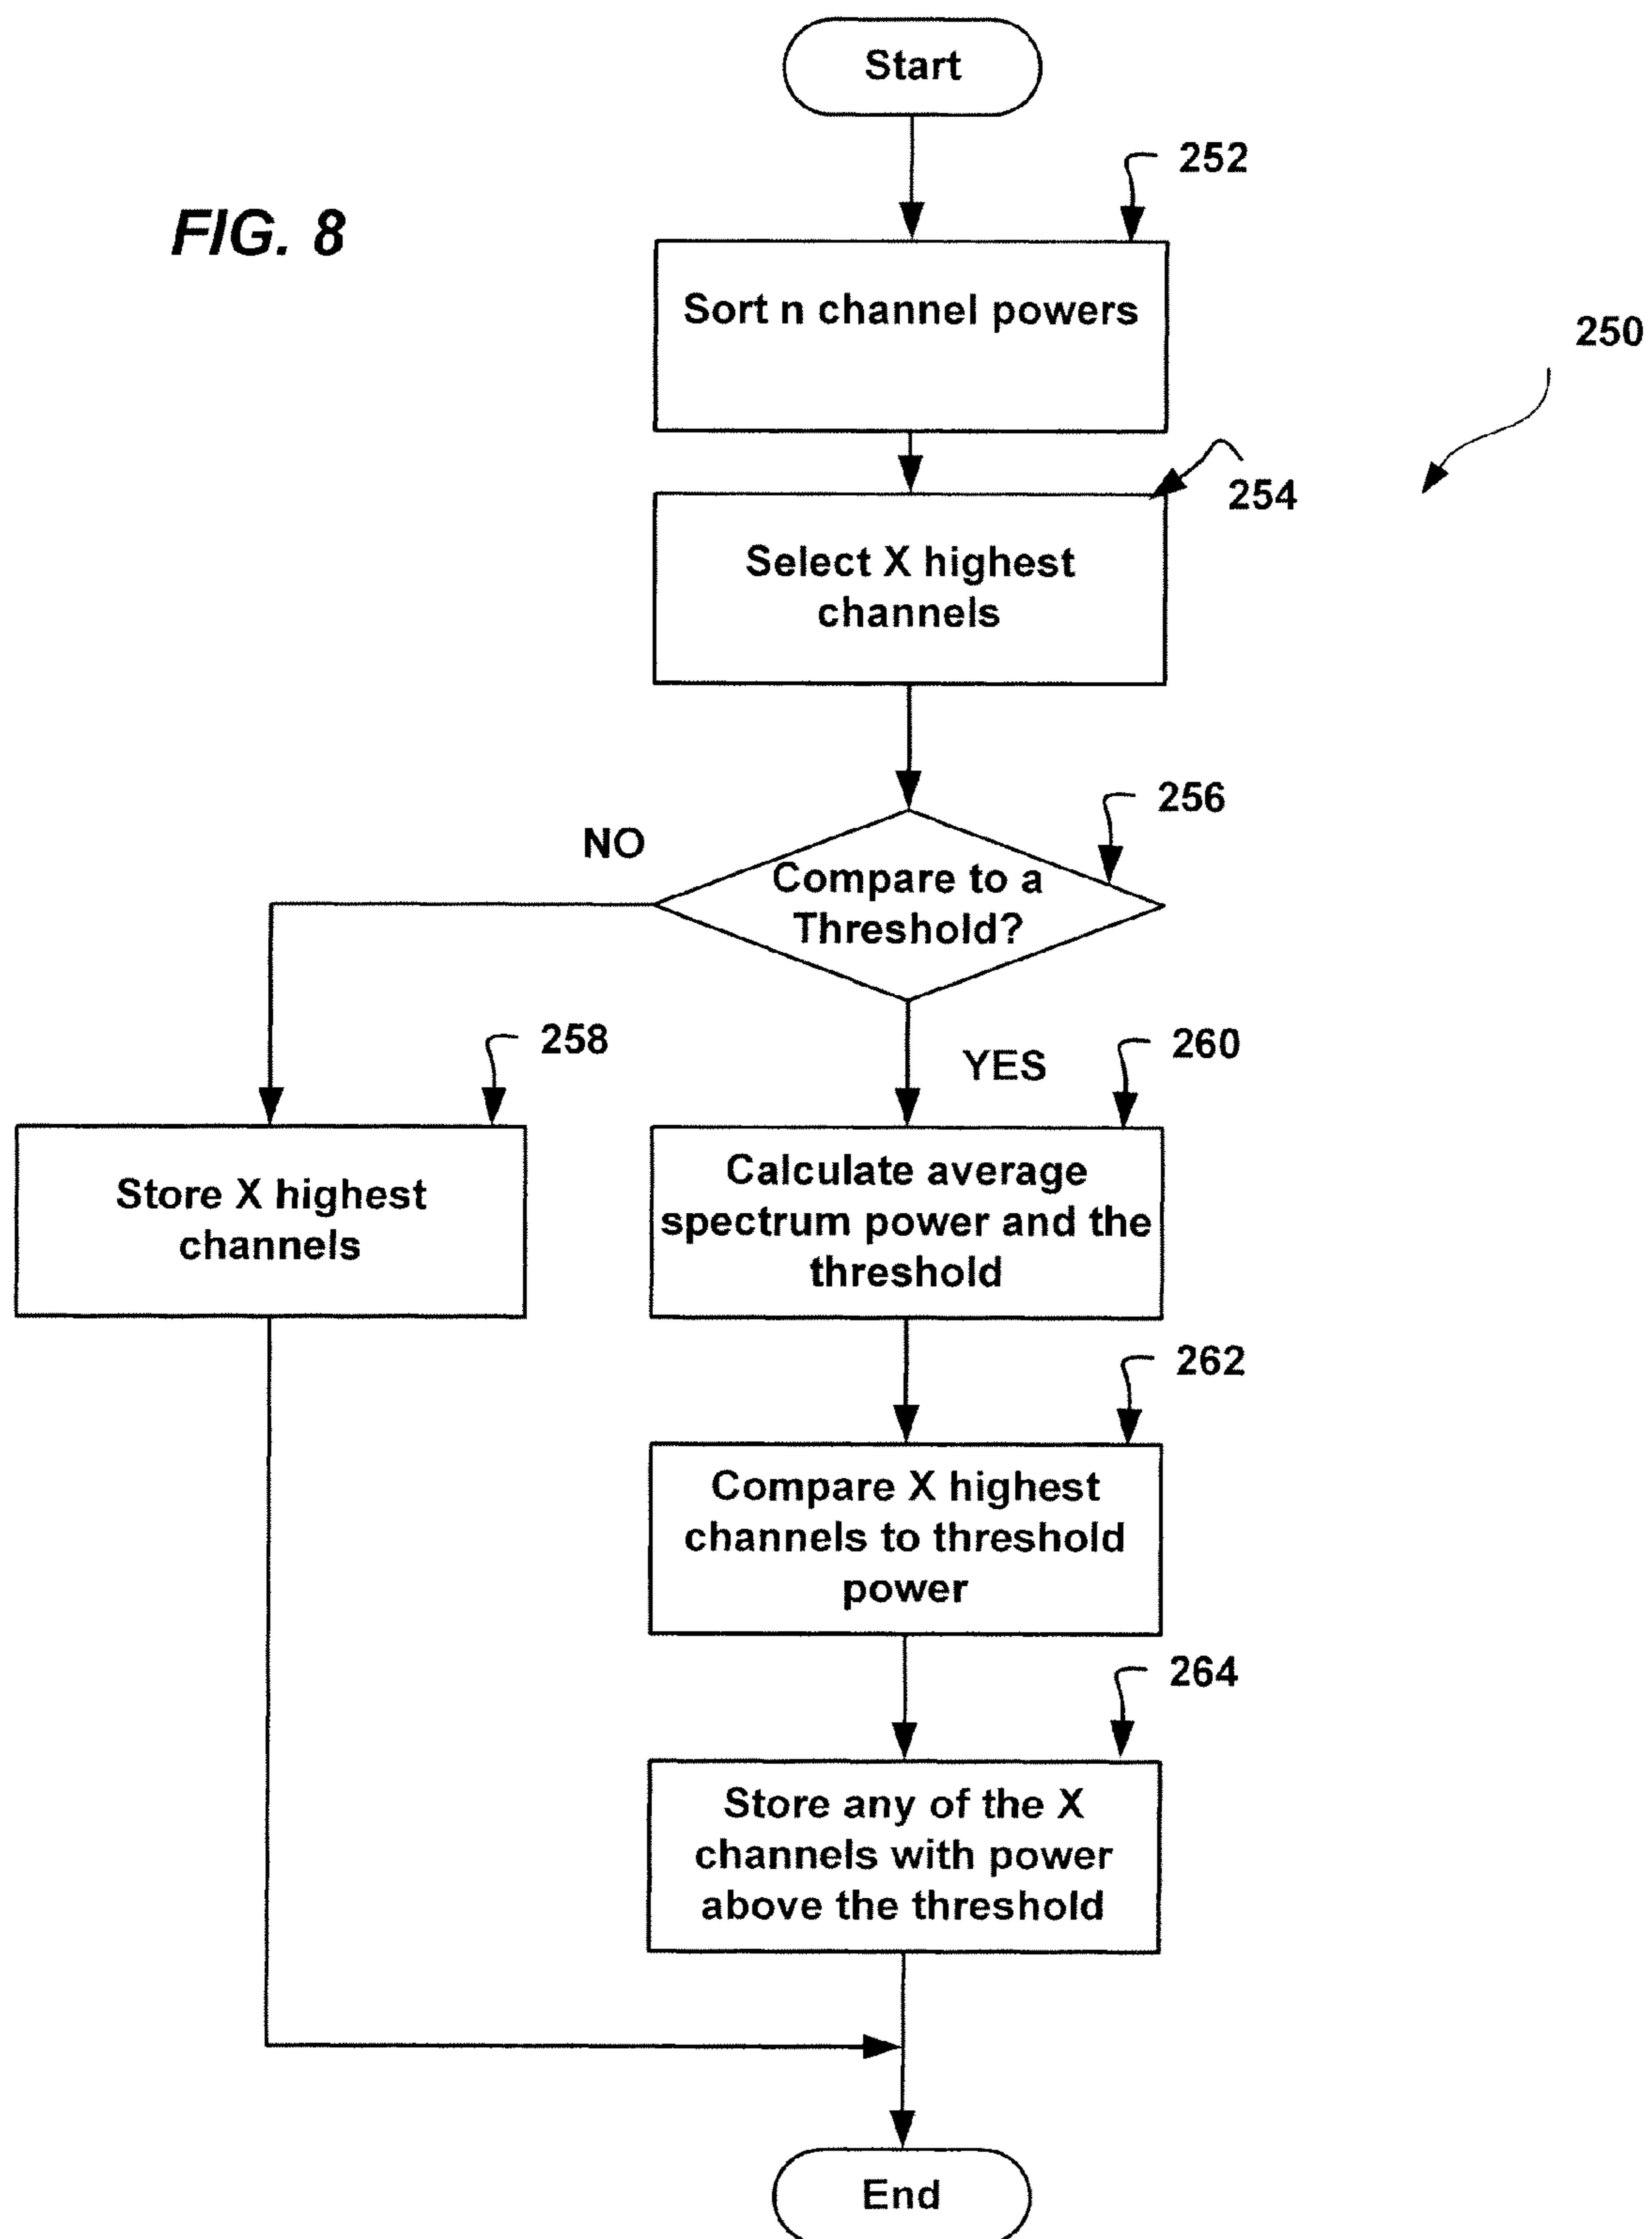 Start
252
FIG. 8
Sort n channel powers
250
254
Select X highest
channels
256
NO
Compare to a
Threshold?
258
YES
260
Store X highest
channels
Calculate average
spectrum power and the
threshold
262
Compare X highest
channels to threshold
power
264
Store any of the X
channels with power
above the threshold
End